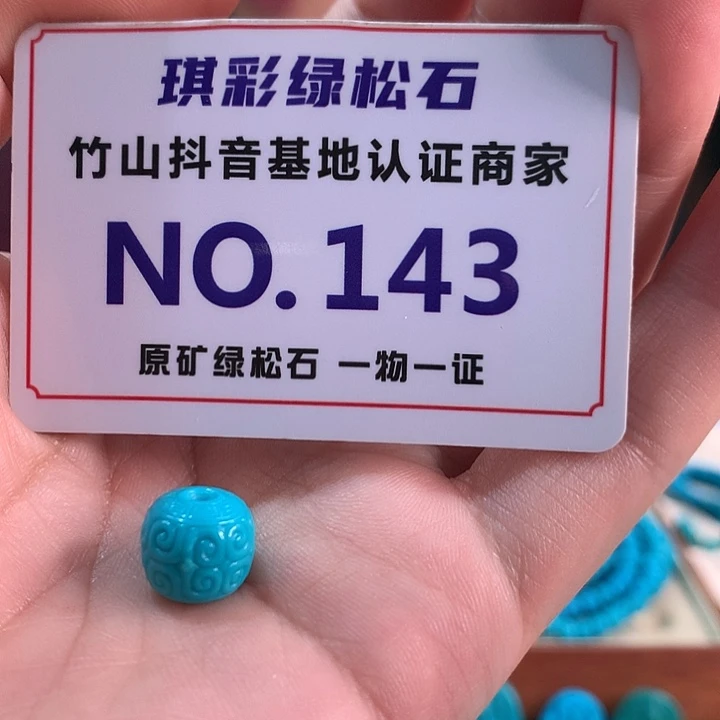 琪彩绿松石
竹山抖音基地认证商家
NO.143
原矿绿松石 一物一证